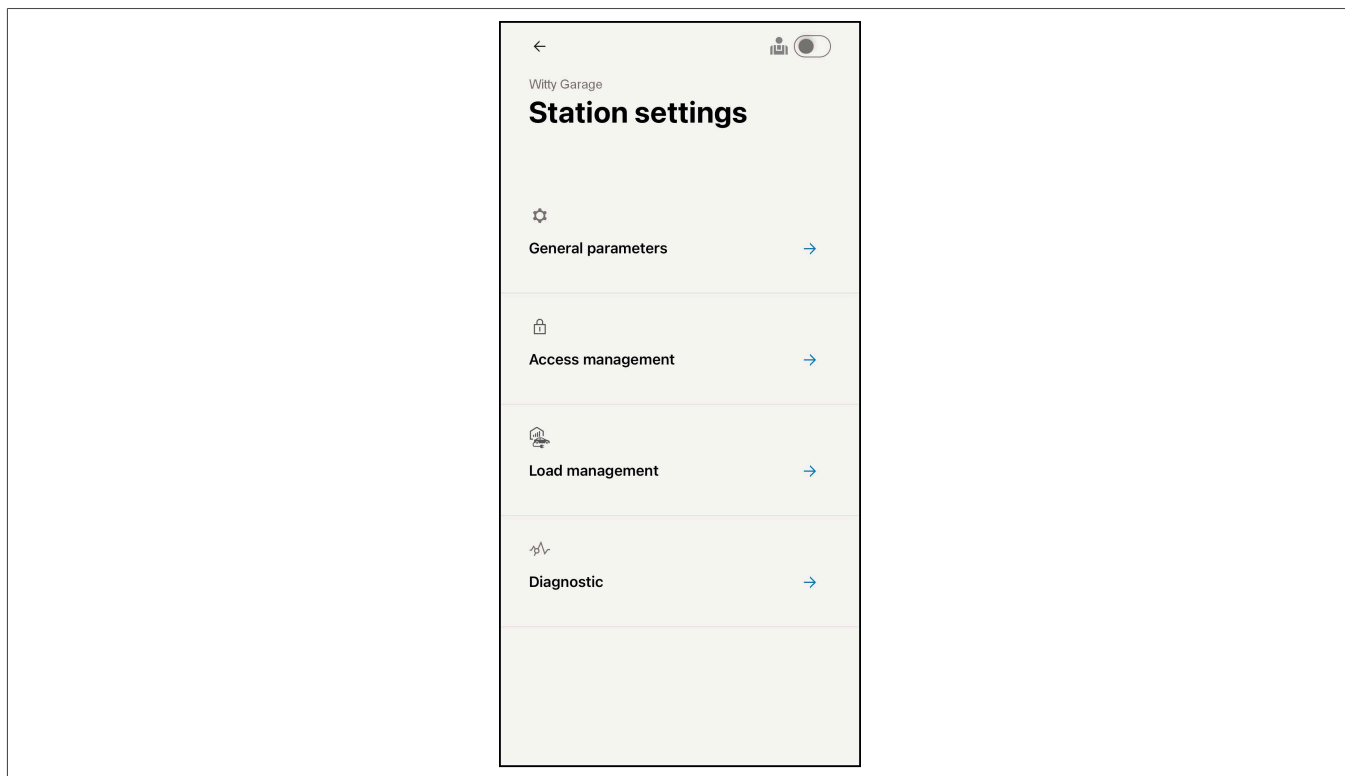 Witty Garage
Station settings
General parameters
Access management
Load management
Diagnostic